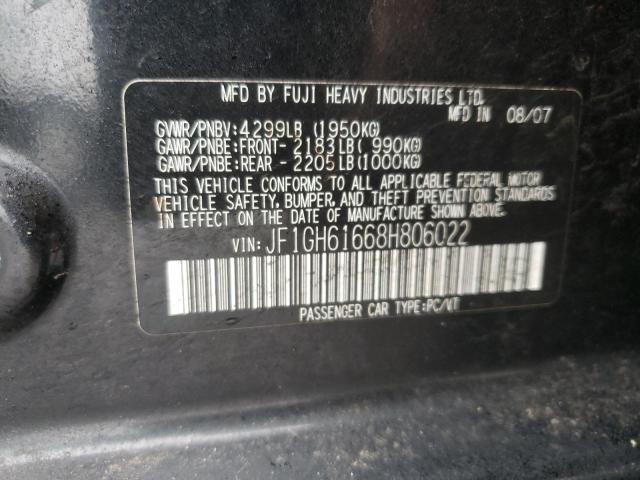 MFD BY FUJI HEAVY INDUSTRIES LTD.
MFD IN 08/07
GVWR/PNBV:4299LB (1950KG)
GAWR/PNBE:FRONT- 2183LB( 990KG)
GAWR/PNBE:REAR - 2205LB(1000KG)
THIS VEHICLE CONFORMS TO ALL APPLICABLE FEDERAL MOTOR
VEHICLE SAFETY, BUMPER, AND THEFT PREVENTION STANDARDS
IN EFFECT ON THE DATE OF MANUFACTURE SHOWN ABOVE.
VIN: JF1GH61668H806022
PASSENGER CAR TYPE:PC/VT